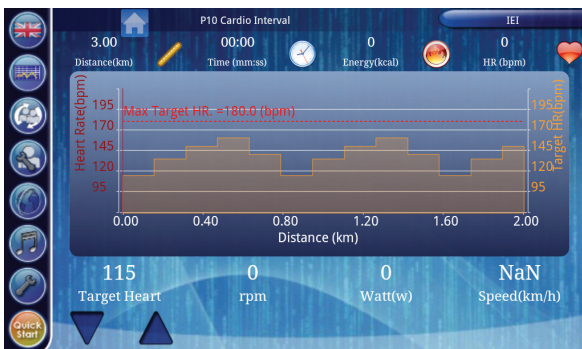 P10 Cardio Interval
IEI
3.00
00:00
0
0
Distance(km)
Time (mm:ss)
Energy(kcal)
HR (bpm)
Max Target HR. =180.0 (bpm)
Heart Rate(bpm)
195
170
145
120
95
195
170
145
120
95
Target HR(bpm)
0.00 0.40 0.80 1.20 1.60 2.00
Distance (km)
115
0
0
NaN
Target Heart
rpm
Watt(w)
Speed(km/h)
Quick
Start